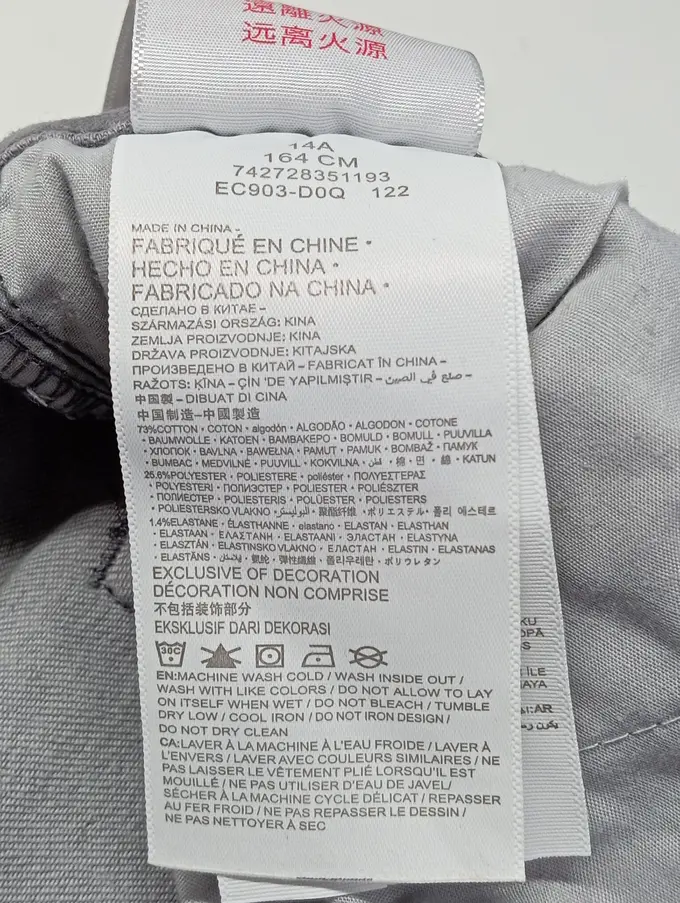 遠離火源
远离火源
14A
164 CM
742728351193
EC903-D0Q 122
MADE IN CHINA -
FABRIQUÉ EN CHINE •
HECHO EN CHINA •
FABRICADO NA CHINA •
СДЕЛАНО В КИТАЕ -
SZÁRMAZÁSI ORSZÁG: KINA
ZEMLJA PROIZVODNJE: KINA
DRŽAVA PROIZVODNJE: KITAJSKA
ПРОИЗВЕДЕНО В КИТАЙ - FABRICAT ÎN CHINA -
RAŽOTS: ĶĪNA - ÇİN 'DE YAPILMIŞTIR - صنع في الصين -
中国製 - DIBUAT DI CINA
中国制造 - 中國製造
73%COTTON • COTON • algodón • ALGODÃO • ALGODON • COTONE
• BAUMWOLLE • KATOEN • ΒΑΜΒΑΚΕΡΟ • BOMULD • BOMULL • PUUVILLA
• ХЛОПОК • BAVLNA • BAWEŁNA • PAMUT • PAMUK • BOMBAŽ • ПАМУК
• BUMBAC • MEDVILNĖ • PUUVILL • KOKVILNA • قطن • 棉 • 면 • 綿 • KATUN
25.6%POLYESTER • POLIESTERE • poliéster • ΠΟΛΥΕΣΤΕΡΑΣ
• POLYESTERI • POLIESTER • POLIÉSZTER
• ПОЛИЕСТЕР • POLIESTERIS • POLÜESTER • POLIESTERS
• POLIESTERSKO VLAKNO • البوليستر • 聚酯纤维 • ポリエステル • 폴리 에스테르
1.4%ELASTANE • ÉLASTHANNE • elastano • ELASTAN • ELASTHAN
• ELASTAAN • ΕΛΑΣΤΑΝΗ • ELASTAANI • ЭЛАСТАН • ELASTYNA
• ELASZTÁN • ELASTINSKO VLAKNO • ЕЛАСТАН • ELASTIN • ELASTANAS
• ELASTĀNS • • 氨纶 • 彈性纖維 • 폴리우레탄 • ポリウレタン
EXCLUSIVE OF DECORATION
DÉCORATION NON COMPRISE
不包括装饰部分
EKSKLUSIF DARI DEKORASI
30C
EN:MACHINE WASH COLD / WASH INSIDE OUT /
WASH WITH LIKE COLORS / DO NOT ALLOW TO LAY
ON ITSELF WHEN WET / DO NOT BLEACH / TUMBLE
DRY LOW / COOL IRON / DO NOT IRON DESIGN /
DO NOT DRY CLEAN
CA:LAVER À LA MACHINE À L'EAU FROIDE / LAVER À
L'ENVERS / LAVER AVEC COULEURS SIMILAIRES / NE
PAS LAISSER LE VÊTEMENT PLIÉ LORSQU'IL EST
MOUILLÉ / NE PAS UTILISER D'EAU DE JAVEL/
SÉCHER À LA MACHINE CYCLE DÉLICAT / REPASSER
AU FER FROID / NE PAS REPASSER LE DESSIN /
NE PAS NETTOYER À SEC